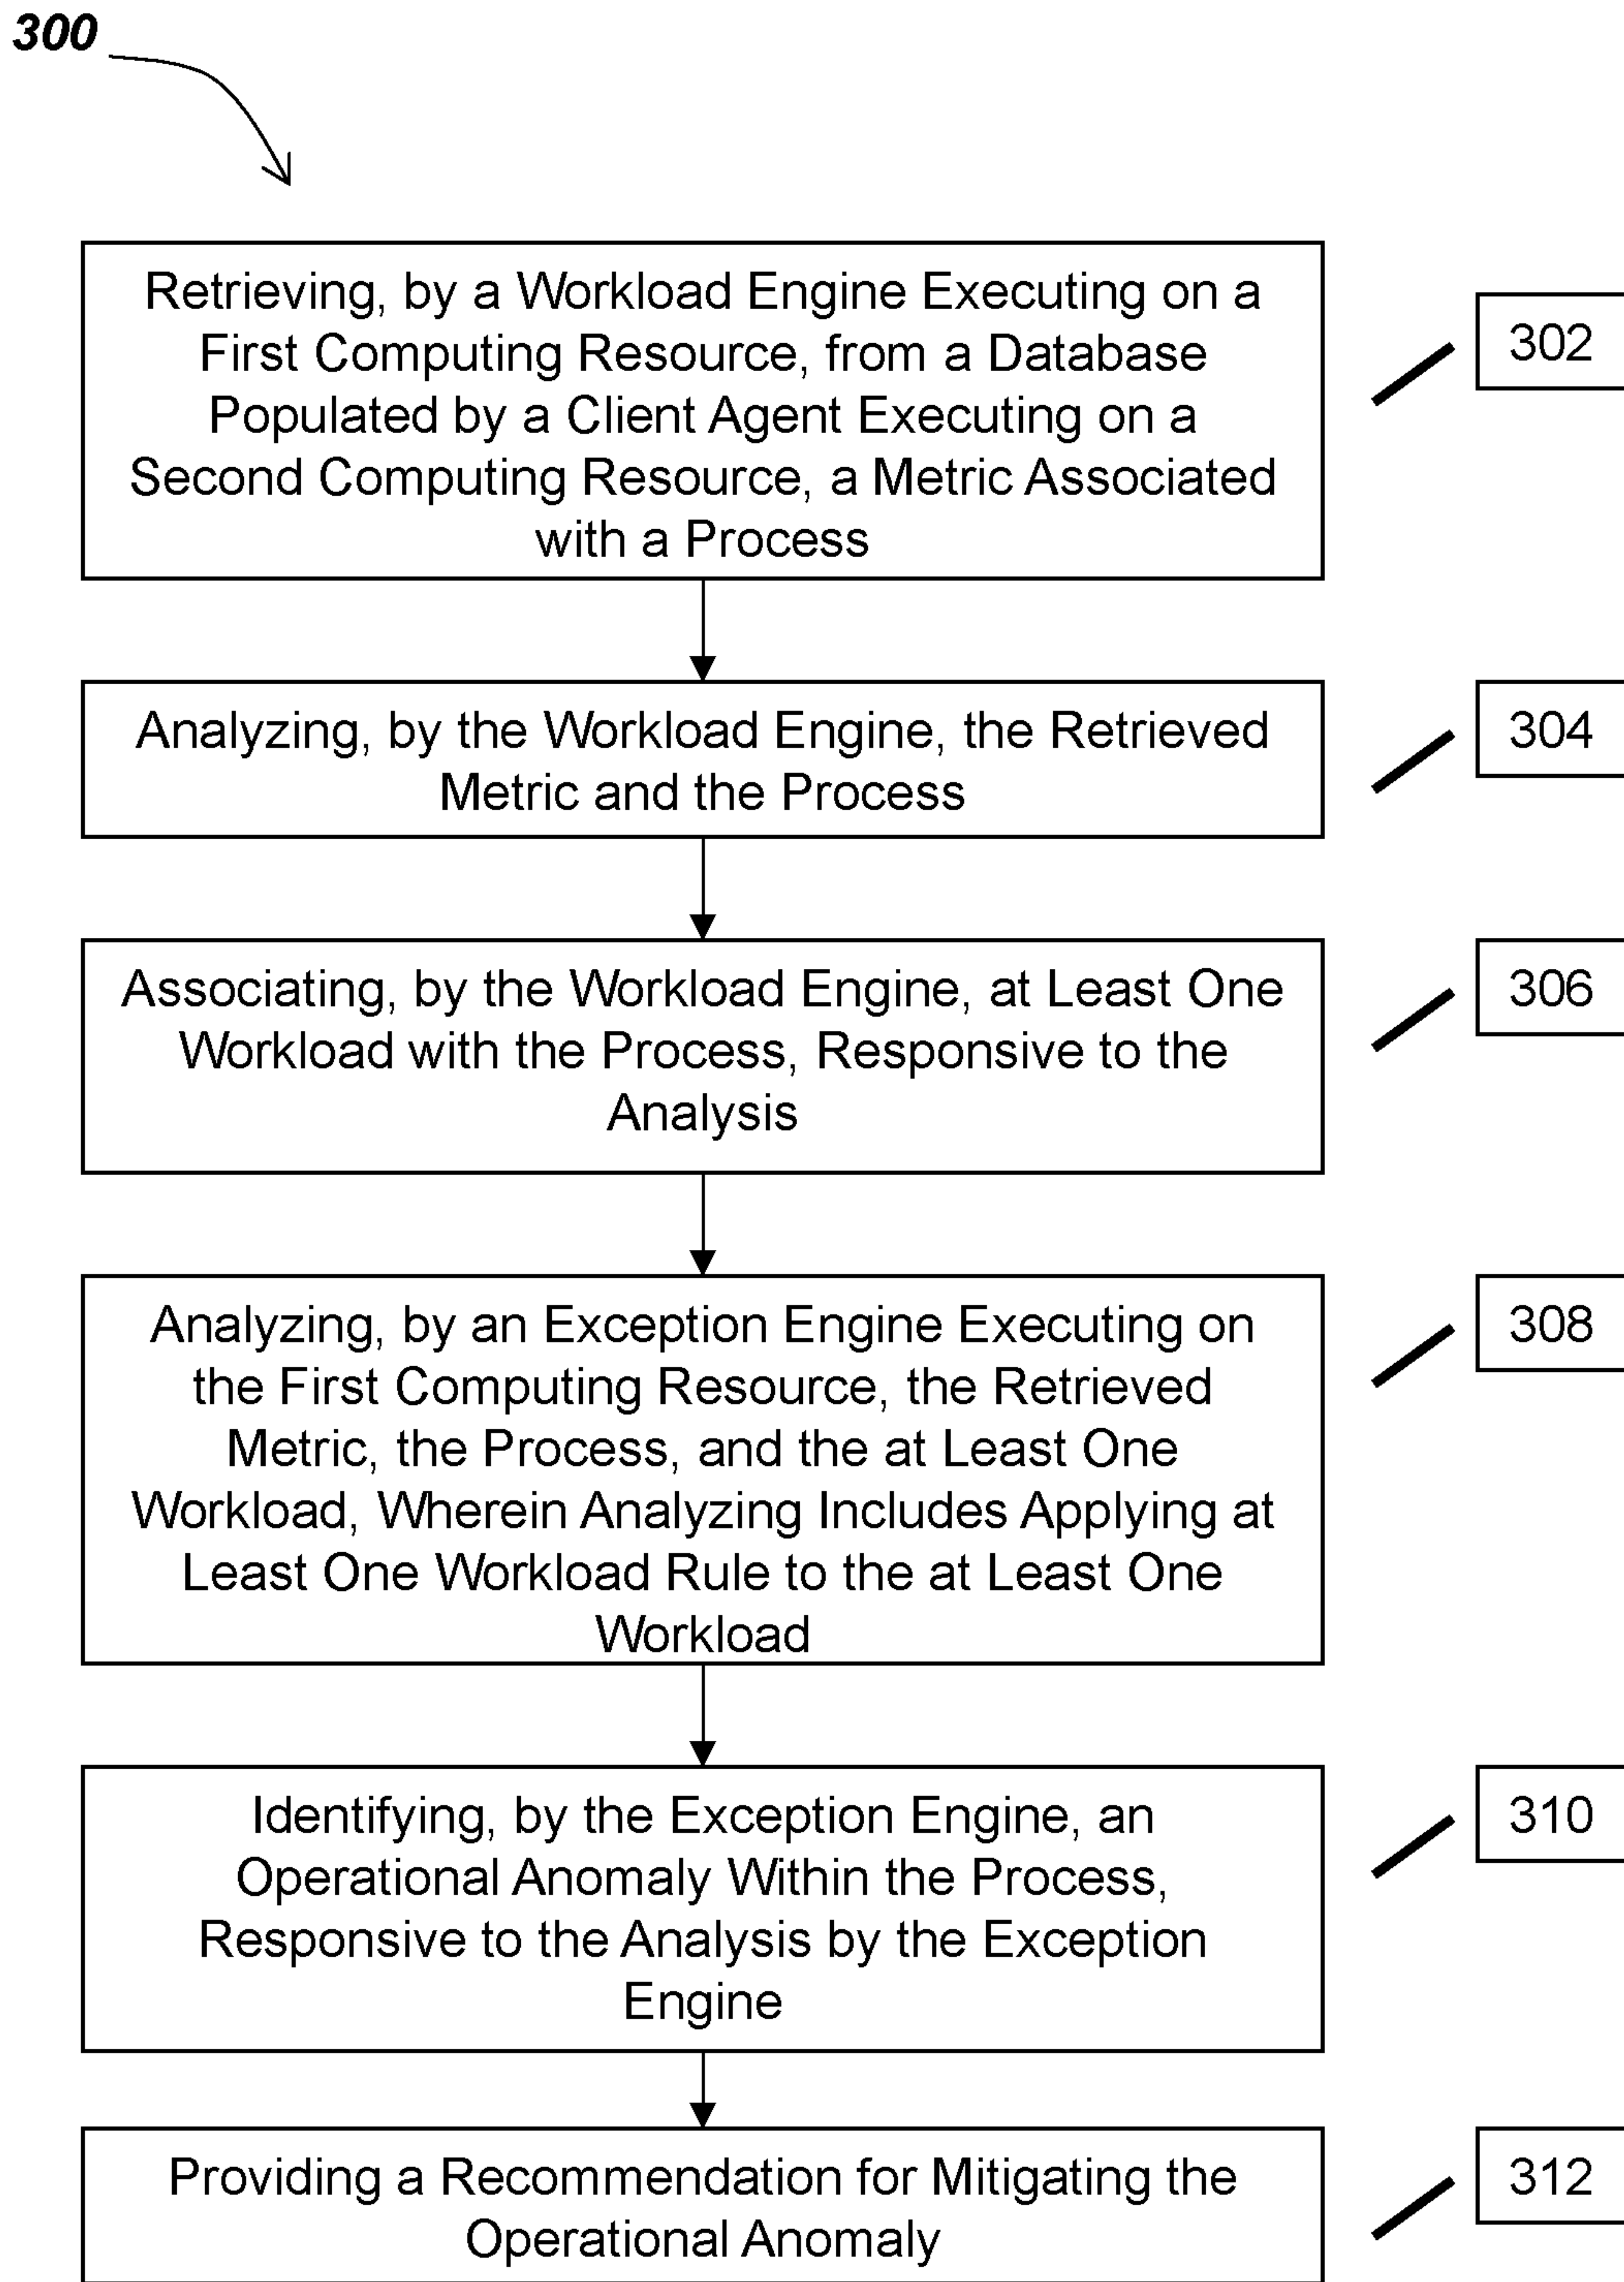 300
Retrieving, by a Workload Engine Executing on a
First Computing Resource, from a Database
Populated by a Client Agent Executing on a
Second Computing Resource, a Metric Associated
with a Process
302
Analyzing, by the Workload Engine, the Retrieved
Metric and the Process
304
Associating, by the Workload Engine, at Least One
Workload with the Process, Responsive to the
Analysis
306
Analyzing, by an Exception Engine Executing on
the First Computing Resource, the Retrieved
Metric, the Process, and the at Least One
Workload, Wherein Analyzing Includes Applying at
Least One Workload Rule to the at Least One
Workload
308
Identifying, by the Exception Engine, an
Operational Anomaly Within the Process,
Responsive to the Analysis by the Exception
Engine
310
Providing a Recommendation for Mitigating the
Operational Anomaly
312